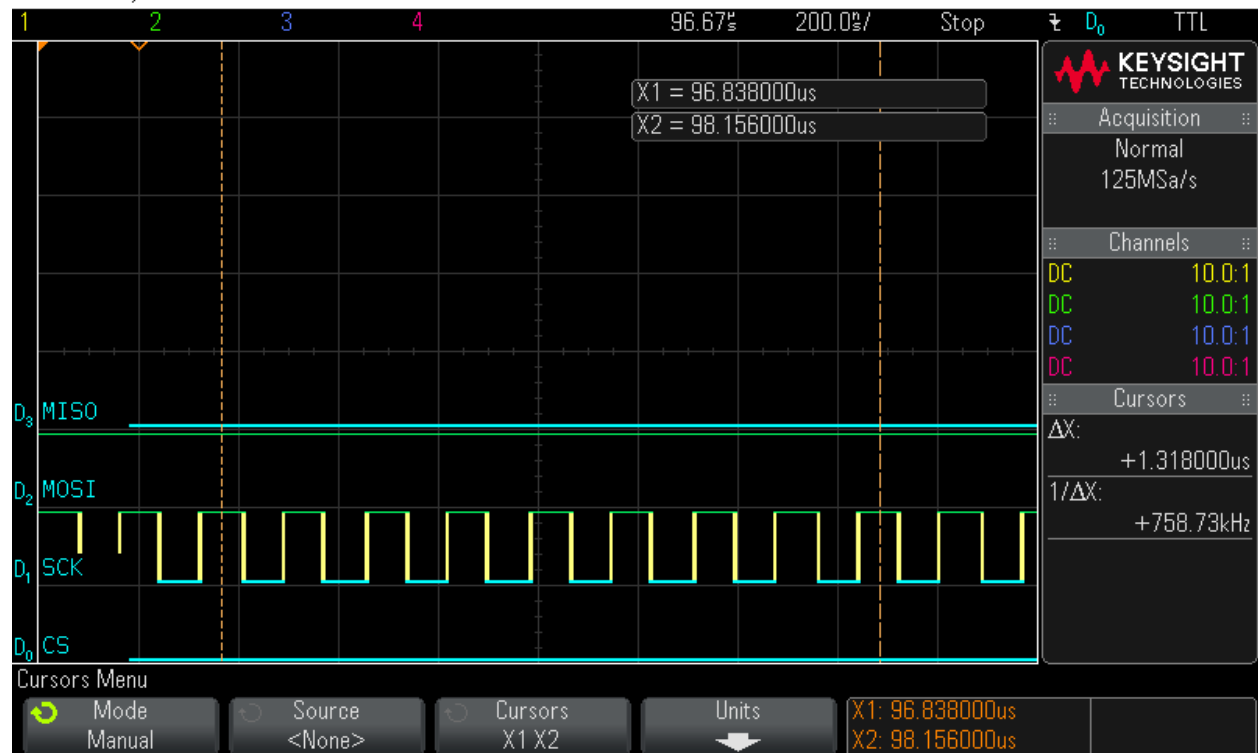 1 2 3 4 96.67µs 200.0ns/ Stop D0 TTL
KEYSIGHT
TECHNOLOGIES
X1 = 96.838000us
X2 = 98.156000us
Acquisition
Normal
125MSa/s
Channels
DC 10.0:1
DC 10.0:1
DC 10.0:1
DC 10.0:1
Cursors
ΔX:
+1.318000us
1/ΔX:
+758.73kHz
D3 MISO
D2 MOSI
D1 SCK
D0 CS
Cursors Menu
Mode
Manual
Source
<None>
Cursors
X1 X2
Units
X1: 96.838000us
X2: 98.156000us